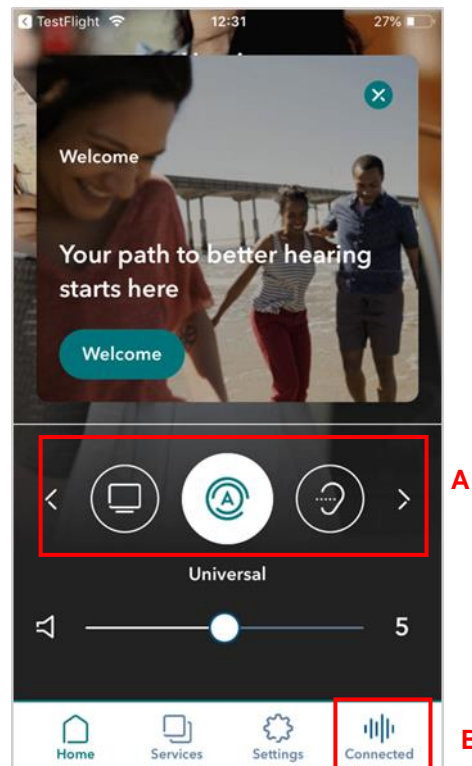 TestFlight 12:31 27%
Welcome
Your path to better hearing
starts here
Welcome
A
A
Universal
5
Home Services Settings Connected